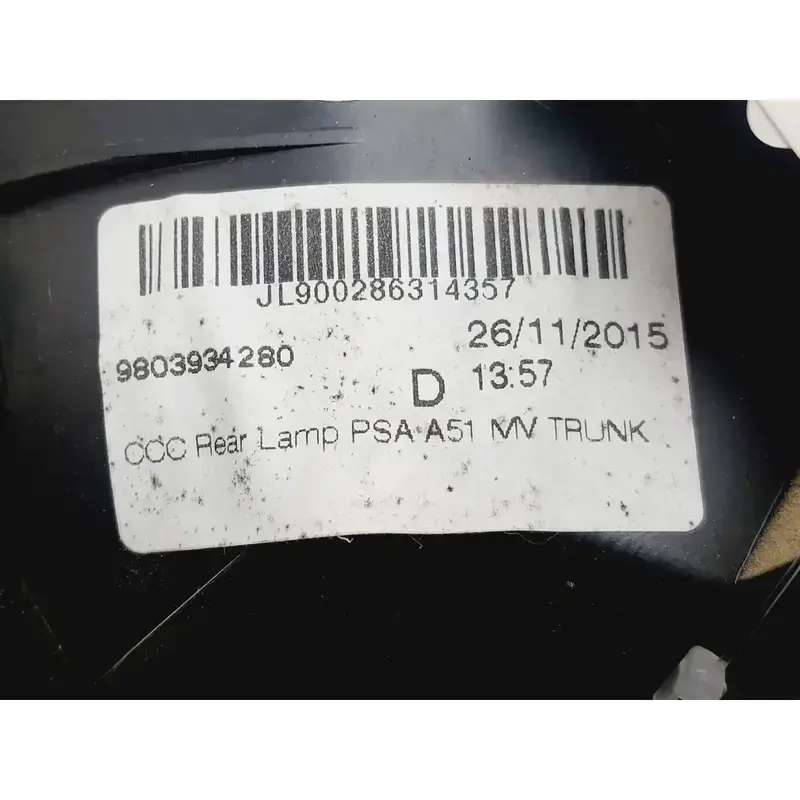 JL900286314357
9803934280
26/11/2015
D 13:57
CCC Rear Lamp PSA A51 MV TRUNK